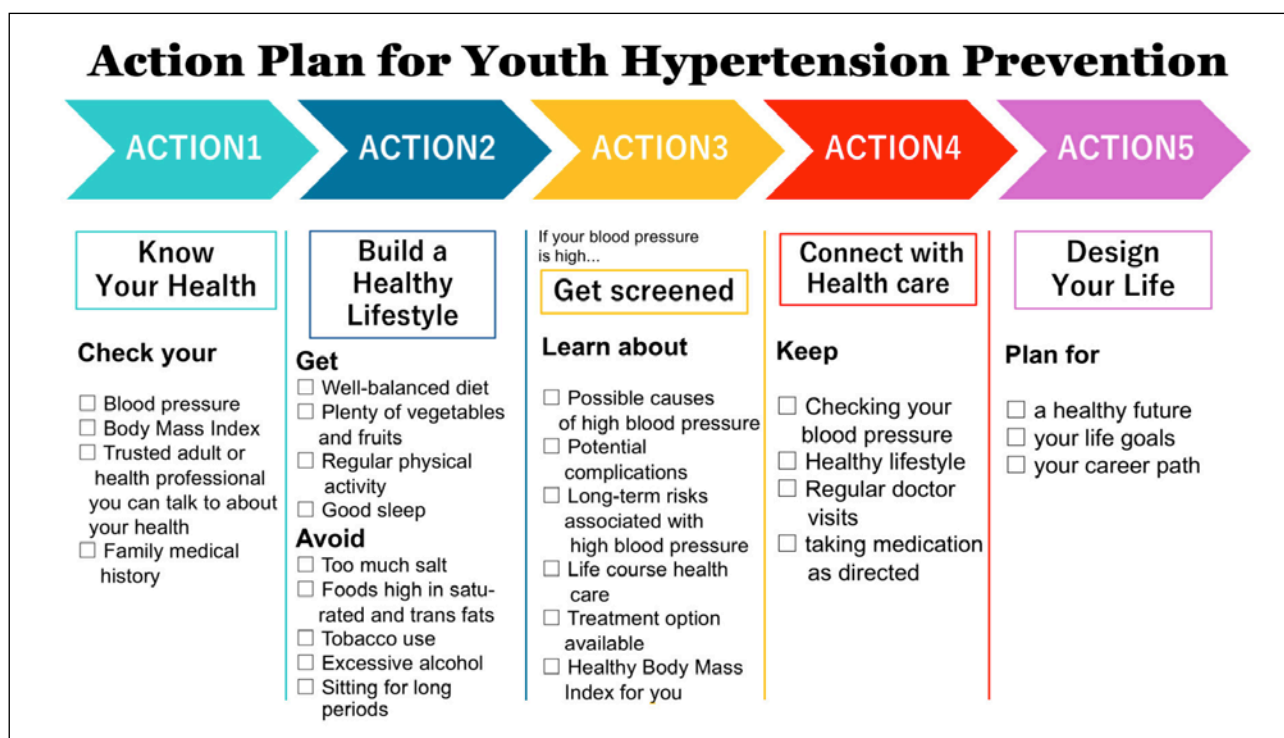 Action Plan for Youth Hypertension Prevention
ACTION1
ACTION2
ACTION3
ACTION4
ACTION5
Know
Your Health
Check your
☐ Blood pressure
☐ Body Mass Index
☐ Trusted adult or
health professional
you can talk to about
your health
☐ Family medical
history
Build a
Healthy
Lifestyle
Get
☐ Well-balanced diet
☐ Plenty of vegetables
and fruits
☐ Regular physical
activity
☐ Good sleep
Avoid
☐ Too much salt
☐ Foods high in satu-
rated and trans fats
☐ Tobacco use
☐ Excessive alcohol
☐ Sitting for long
periods
If your blood pressure
is high...
Get screened
Learn about
☐ Possible causes
of high blood pressure
☐ Potential
complications
☐ Long-term risks
associated with
high blood pressure
☐ Life course health
care
☐ Treatment option
available
☐ Healthy Body Mass
Index for you
Connect with
Health care
Keep
☐ Checking your
blood pressure
☐ Healthy lifestyle
☐ Regular doctor
visits
☐ taking medication
as directed
Design
Your Life
Plan for
☐ a healthy future
☐ your life goals
☐ your career path